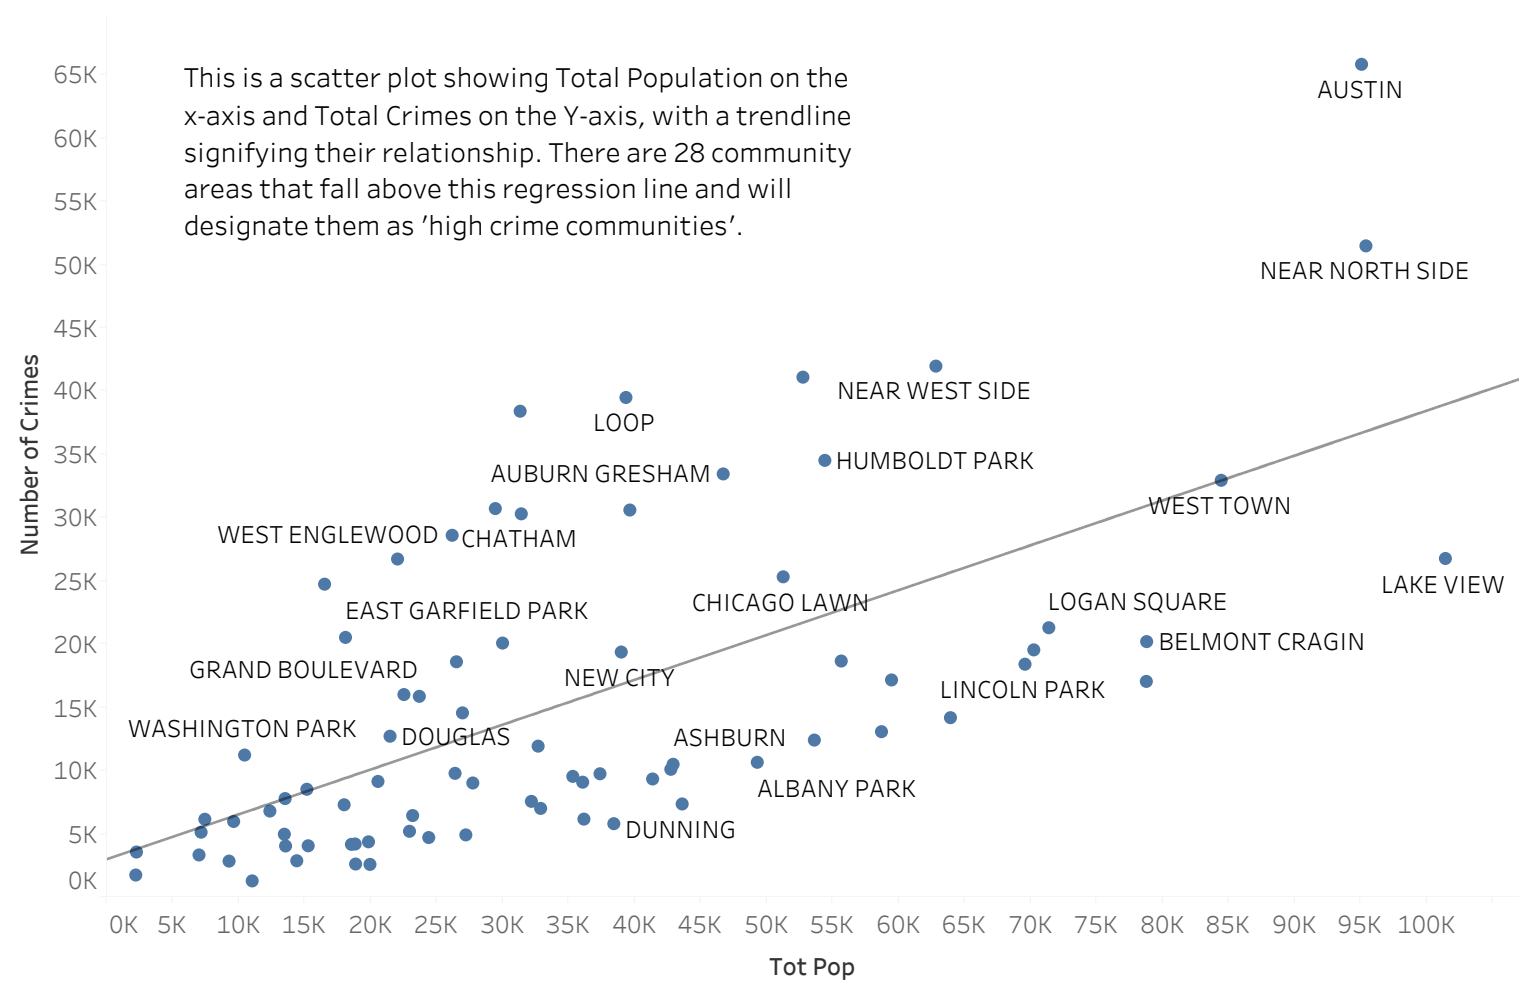 This is a scatter plot showing Total Population on the
x-axis and Total Crimes on the Y-axis, with a trendline
signifying their relationship. There are 28 community
areas that fall above this regression line and will
designate them as 'high crime communities'.
65K
60K
55K
50K
45K
40K
35K
30K
25K
20K
15K
10K
5K
0K
Number of Crimes
AUSTIN
NEAR NORTH SIDE
NEAR WEST SIDE
LOOP
HUMBOLDT PARK
AUBURN GRESHAM
WEST TOWN
WEST ENGLEWOOD
CHATHAM
LAKE VIEW
CHICAGO LAWN
LOGAN SQUARE
EAST GARFIELD PARK
BELMONT CRAGIN
GRAND BOULEVARD
NEW CITY
LINCOLN PARK
WASHINGTON PARK
DOUGLAS
ASHBURN
ALBANY PARK
DUNNING
0K 5K 10K 15K 20K 25K 30K 35K 40K 45K 50K 55K 60K 65K 70K 75K 80K 85K 90K 95K 100K
Tot Pop